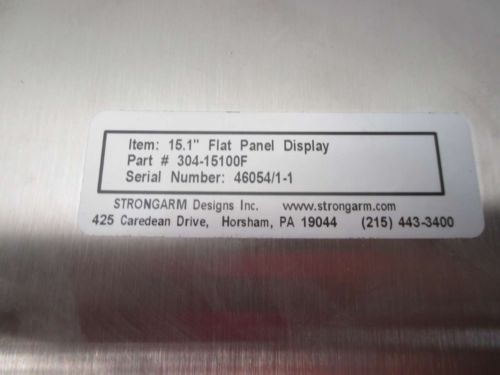 Item: 15.1" Flat Panel Display
Part # 304-15100F
Serial Number: 46054/1-1
STRONGARM Designs Inc. www.strongarm.com
425 Caredean Drive, Horsham, PA 19044 (215) 443-3400